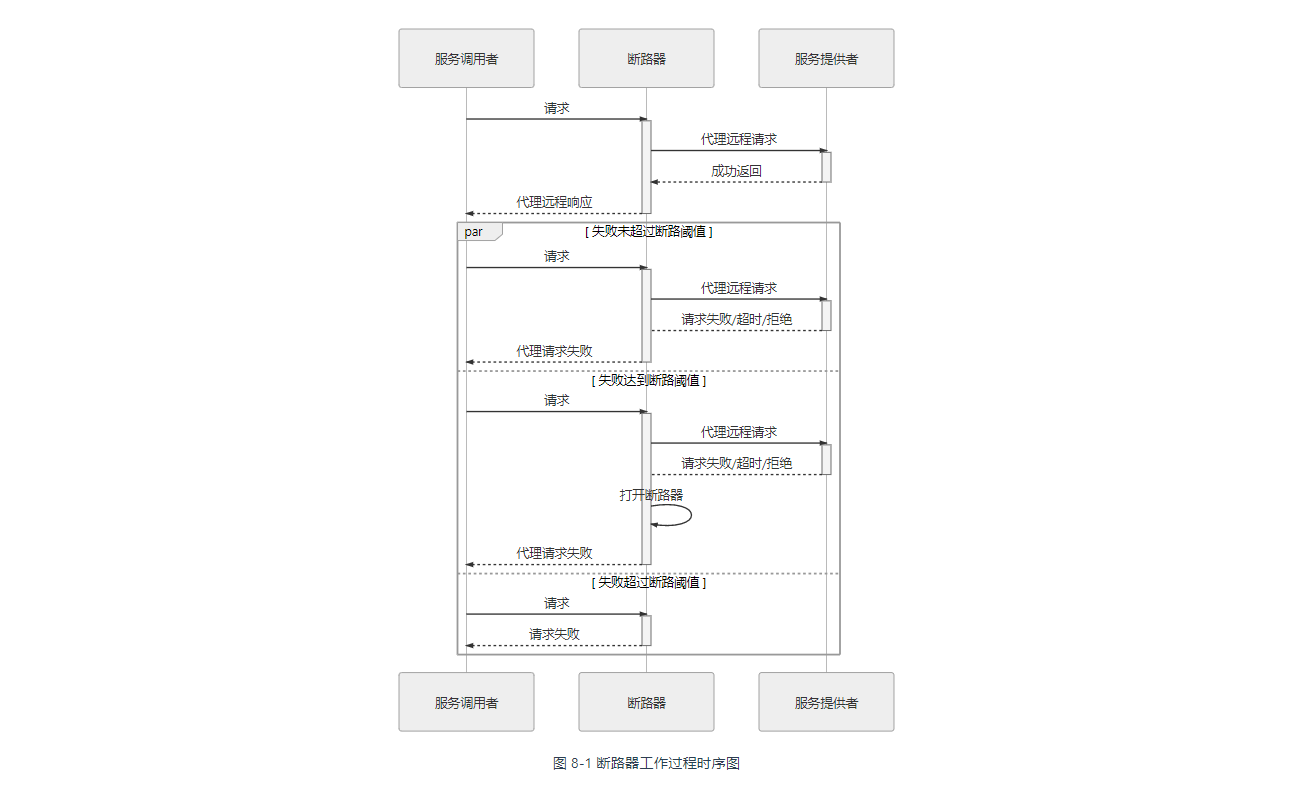 服务调用者
断路器
服务提供者
请求
代理远程请求
成功返回
代理远程响应
par
[ 失败未超过断路阈值 ]
请求
代理远程请求
请求失败/超时/拒绝
代理请求失败
[ 失败达到断路阈值 ]
请求
代理远程请求
请求失败/超时/拒绝
打开断路器
代理请求失败
[ 失败超过断路阈值 ]
请求
请求失败
服务调用者
断路器
服务提供者
图 8-1 断路器工作过程时序图